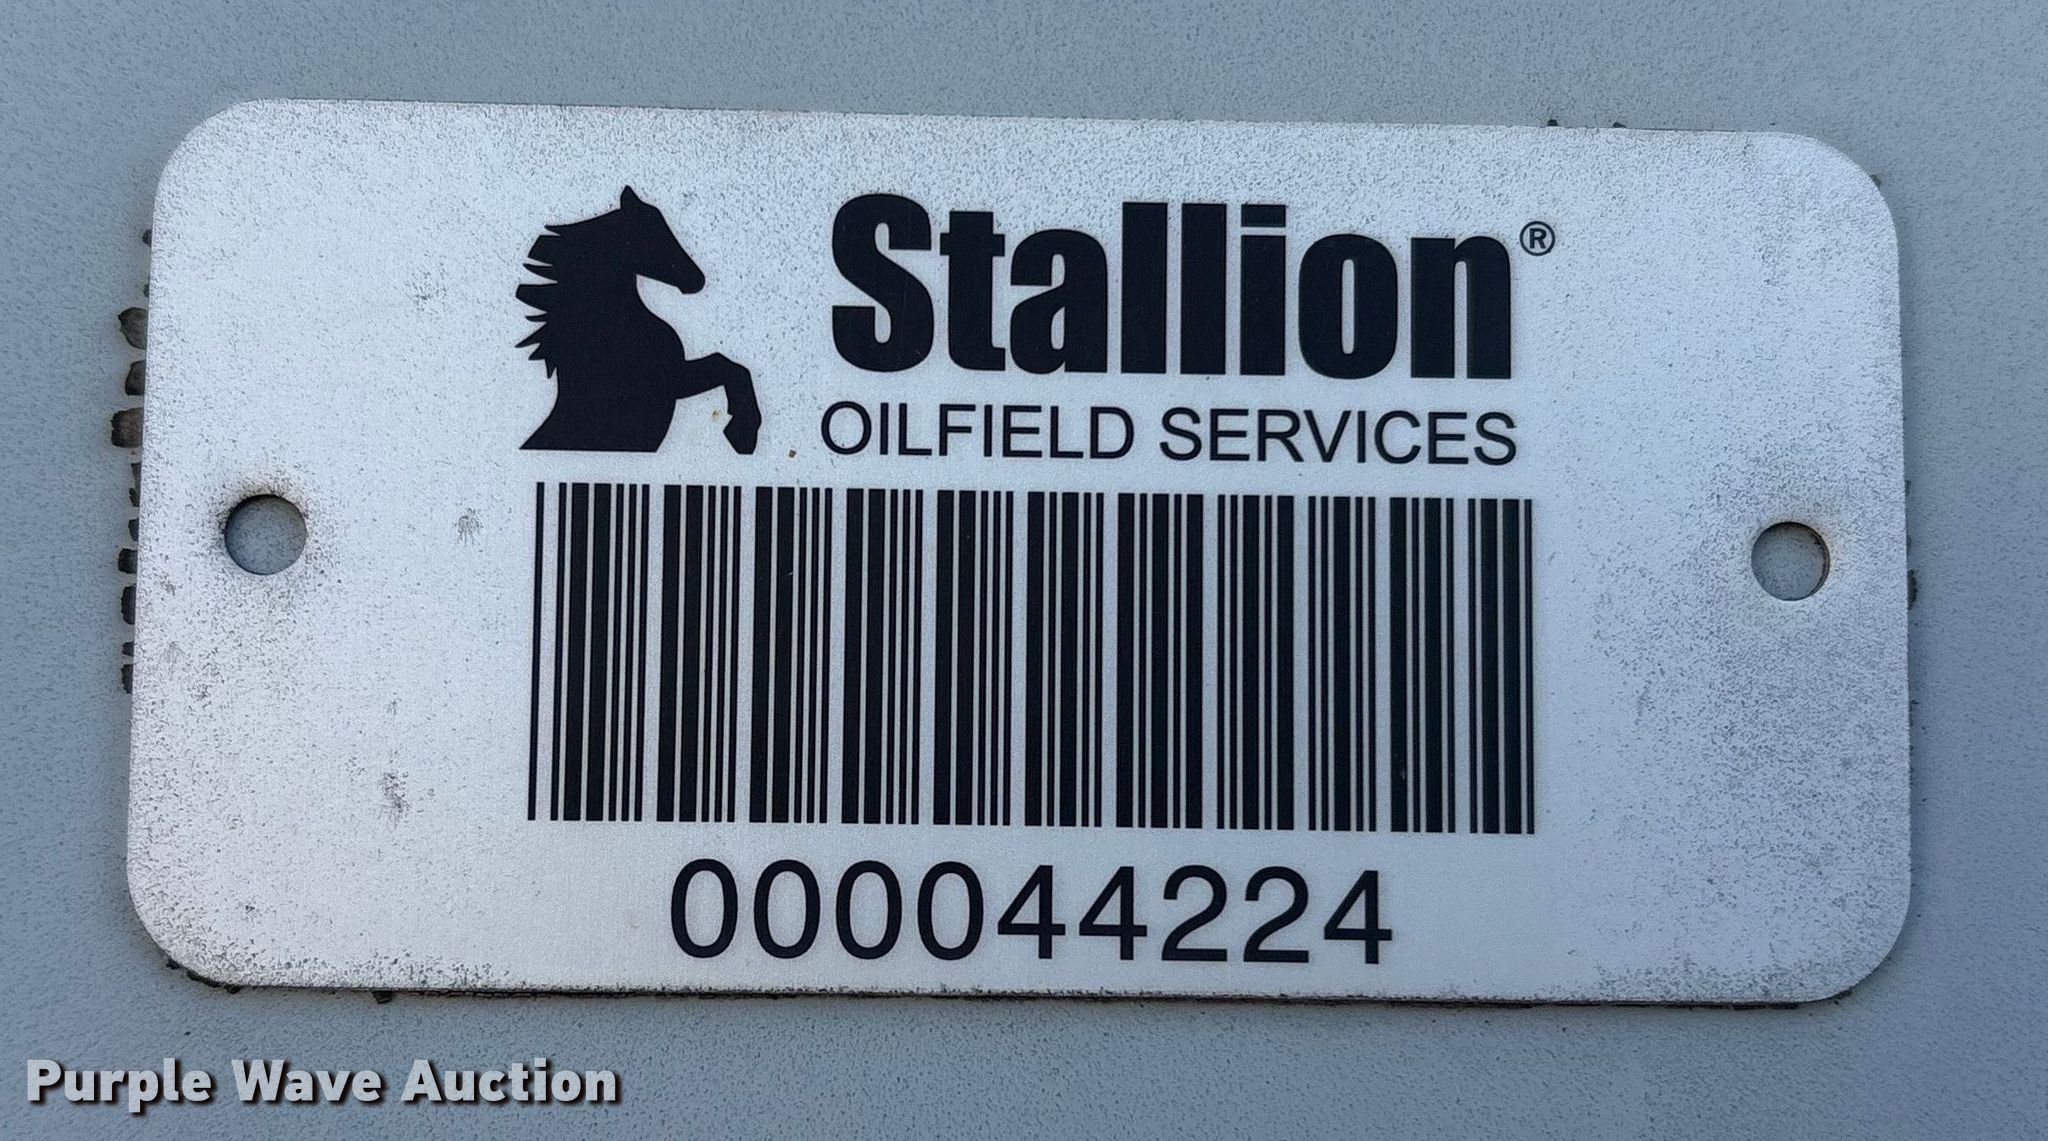 Stallion®
OILFIELD SERVICES
000044224
Purple Wave Auction